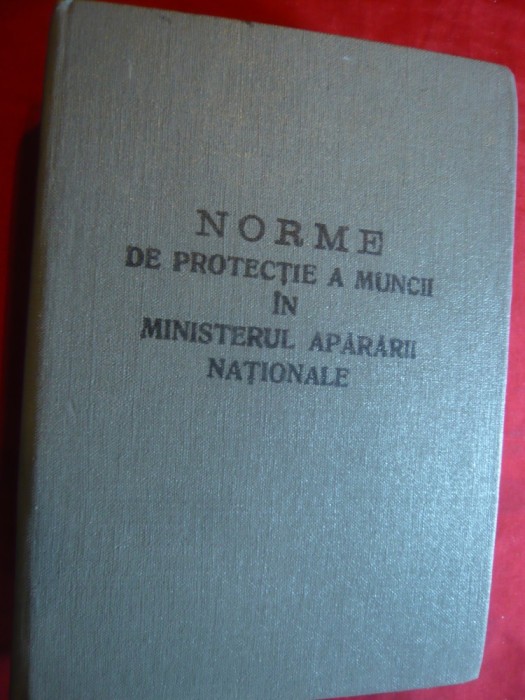 NORME
DE PROTECȚIE A MUNCII
ÎN
MINISTERUL APĂRĂRII
NAȚIONALE